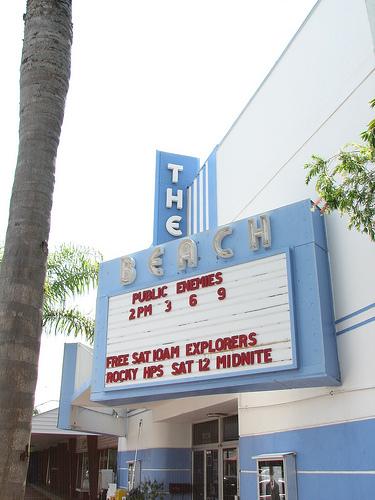 THE
BEACH
PUBLIC ENEMIES
2PM 3 6 9
FREE SAT 10AM EXPLORERS
ROCKY HPS SAT 12 MIDNITE